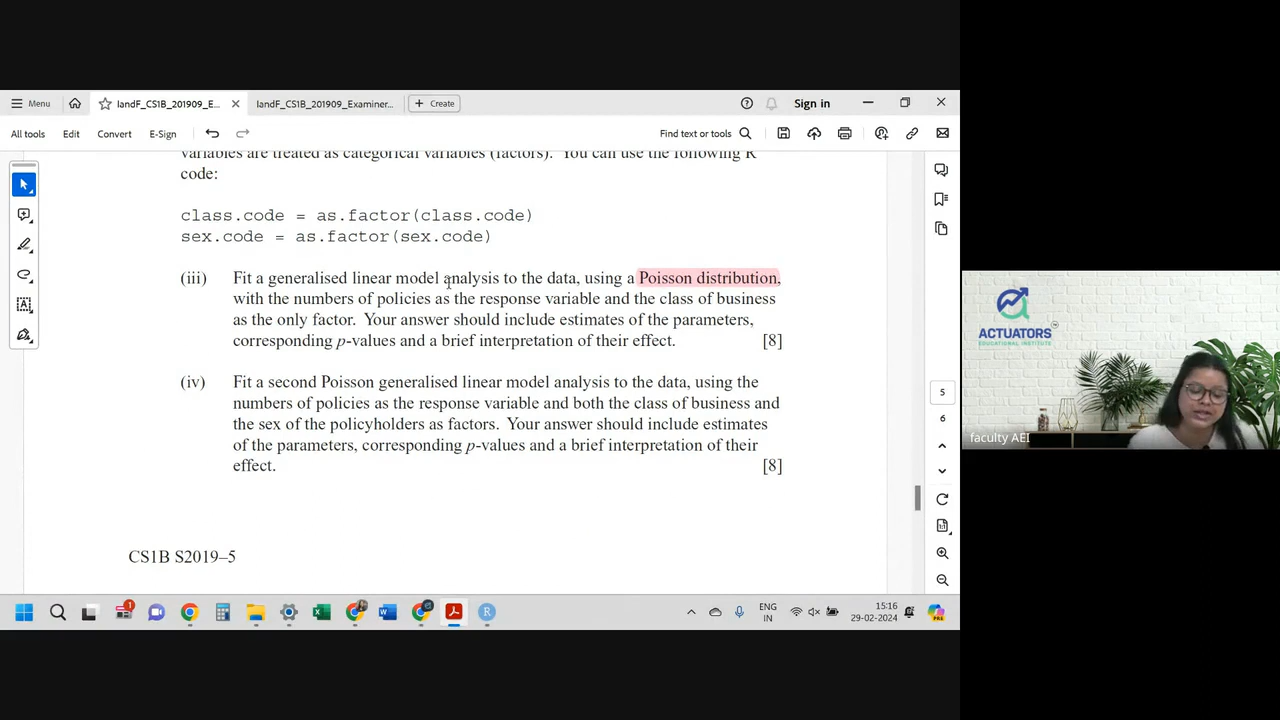 Menu
IandF_CS1B_201909_E...
IandF_CS1B_201909_Examiner...
Create
Sign in
All tools
Edit
Convert
E-Sign
Find text or tools
variables are treated as categorical variables (factors). You can use the following R
code:
class.code = as.factor(class.code)
sex.code = as.factor(sex.code)
(iii) Fit a generalised linear model analysis to the data, using a Poisson distribution,
with the numbers of policies as the response variable and the class of business
as the only factor. Your answer should include estimates of the parameters,
corresponding p-values and a brief interpretation of their effect. [8]
(iv) Fit a second Poisson generalised linear model analysis to the data, using the
numbers of policies as the response variable and both the class of business and
the sex of the policyholders as factors. Your answer should include estimates
of the parameters, corresponding p-values and a brief interpretation of their
effect. [8]
CS1B S2019–5
5
6
ACTUATORS
EDUCATIONAL INSTITUTE
faculty AEI
1
ENG
IN
15:16
29-02-2024